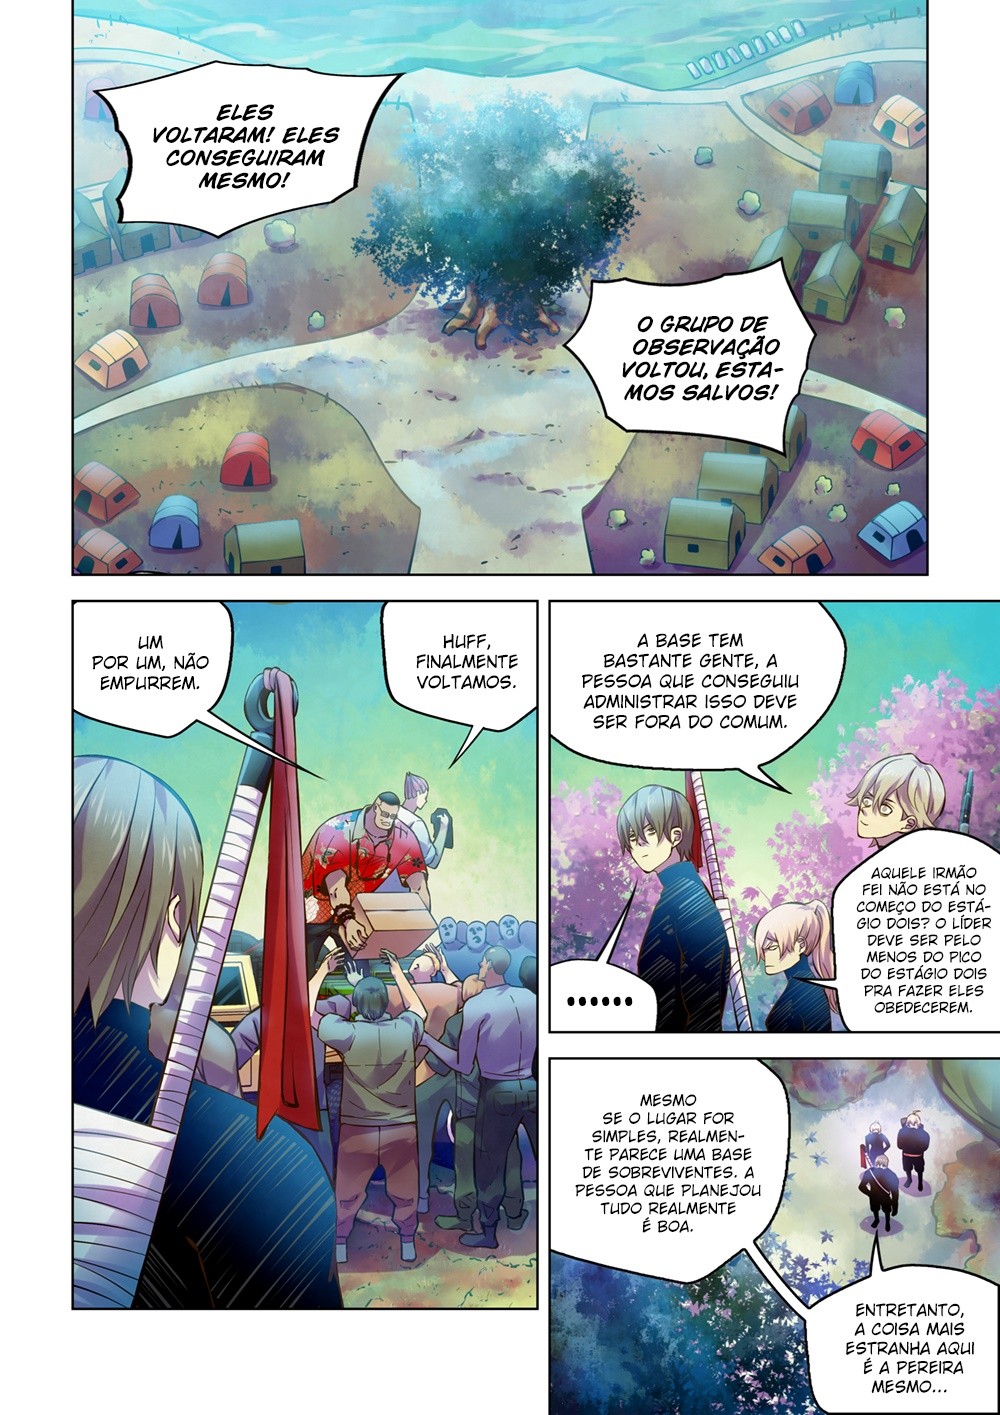 ELES
VOLTARAM! ELES
CONSEGUIRAM
MESMO!
O GRUPO DE
OBSERVAÇÃO
VOLTOU, ESTA-
MOS SALVOS!
UM
POR UM, NÃO
EMPURREM.
HUFF,
FINALMENTE
VOLTAMOS.
A BASE TEM
BASTANTE GENTE, A
PESSOA QUE CONSEGUIU
ADMINISTRAR ISSO DEVE
SER FORA DO COMUM.
AQUELE IRMÃO
FEI NÃO ESTÁ NO
COMEÇO DO ESTÁ-
GIO DOIS? O LÍDER
DEVE SER PELO
MENOS DO PICO
DO ESTÁGIO DOIS
PRA FAZER ELES
OBEDECEREM.
......
MESMO
SE O LUGAR FOR
SIMPLES, REALMEN-
TE PARECE UMA BASE
DE SOBREVIVENTES. A
PESSOA QUE PLANEJOU
TUDO REALMENTE
É BOA.
ENTRETANTO,
A COISA MAIS
ESTRANHA AQUI
É A PEREIRA
MESMO...